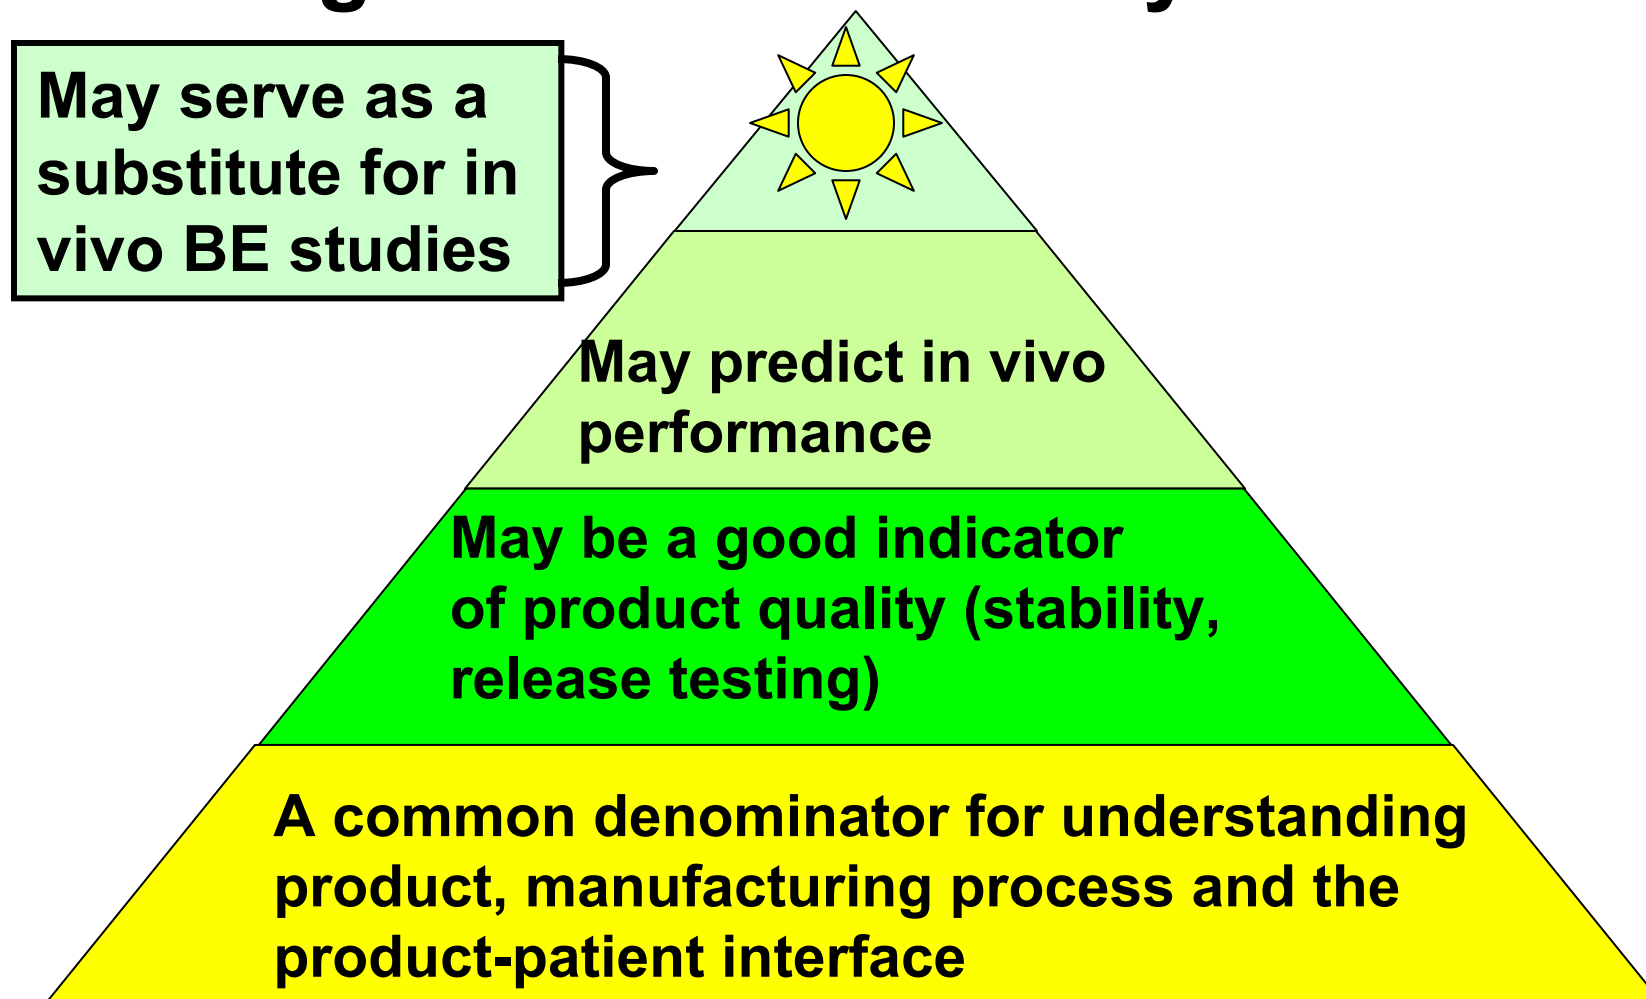 May serve as a
substitute for in
vivo BE studies
May predict in vivo
performance
May be a good indicator
of product quality (stability,
release testing)
A common denominator for understanding
product, manufacturing process and the
product-patient interface